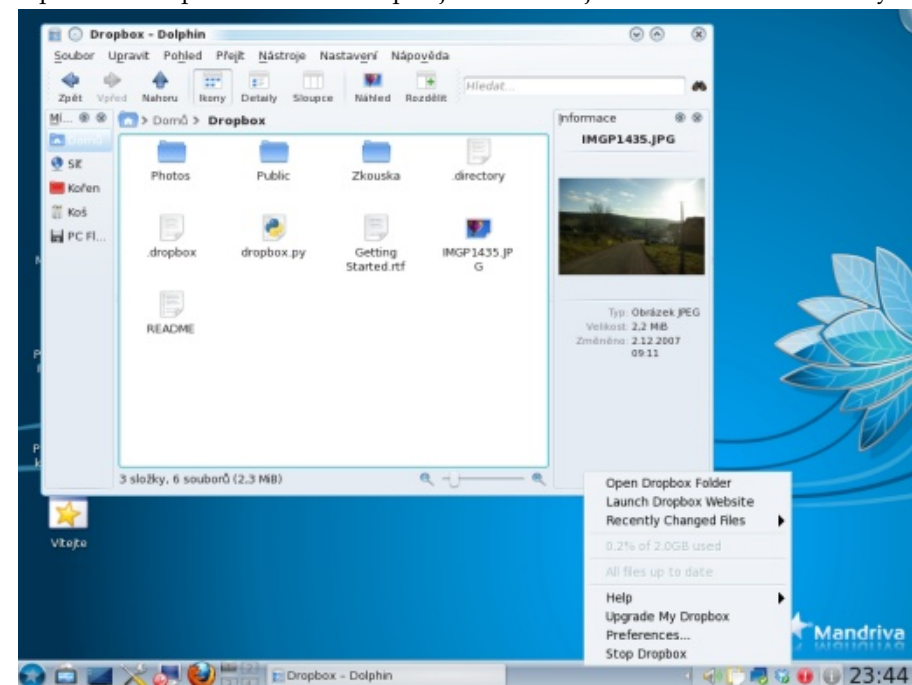 Dropbox - Dolphin
Soubor Upravit Pohled Přejít Nástroje Nastavení Nápověda
Zpět Vpřed Nahoru Ikony Detaily Sloupce Náhled Rozdělit Hledat...
Mí... > Domů > Dropbox Informace
Domů
Síť
Kořen
Koš
PC Fl...
Photos Public Zkouska .directory
.dropbox dropbox.py Getting Started.rtf IMGP1435.JPG
README
IMGP1435.JPG
Typ: Obrázek JPEG
Velikost: 2,2 MiB
Změněno: 2.12.2007
09:11
3 složky, 6 souborů (2,3 MiB)
Vítejte
Open Dropbox Folder
Launch Dropbox Website
Recently Changed Files
0.2% of 2.0GB used
All files up to date
Help
Upgrade My Dropbox
Preferences...
Stop Dropbox
Mandriva
Dropbox - Dolphin 23:44